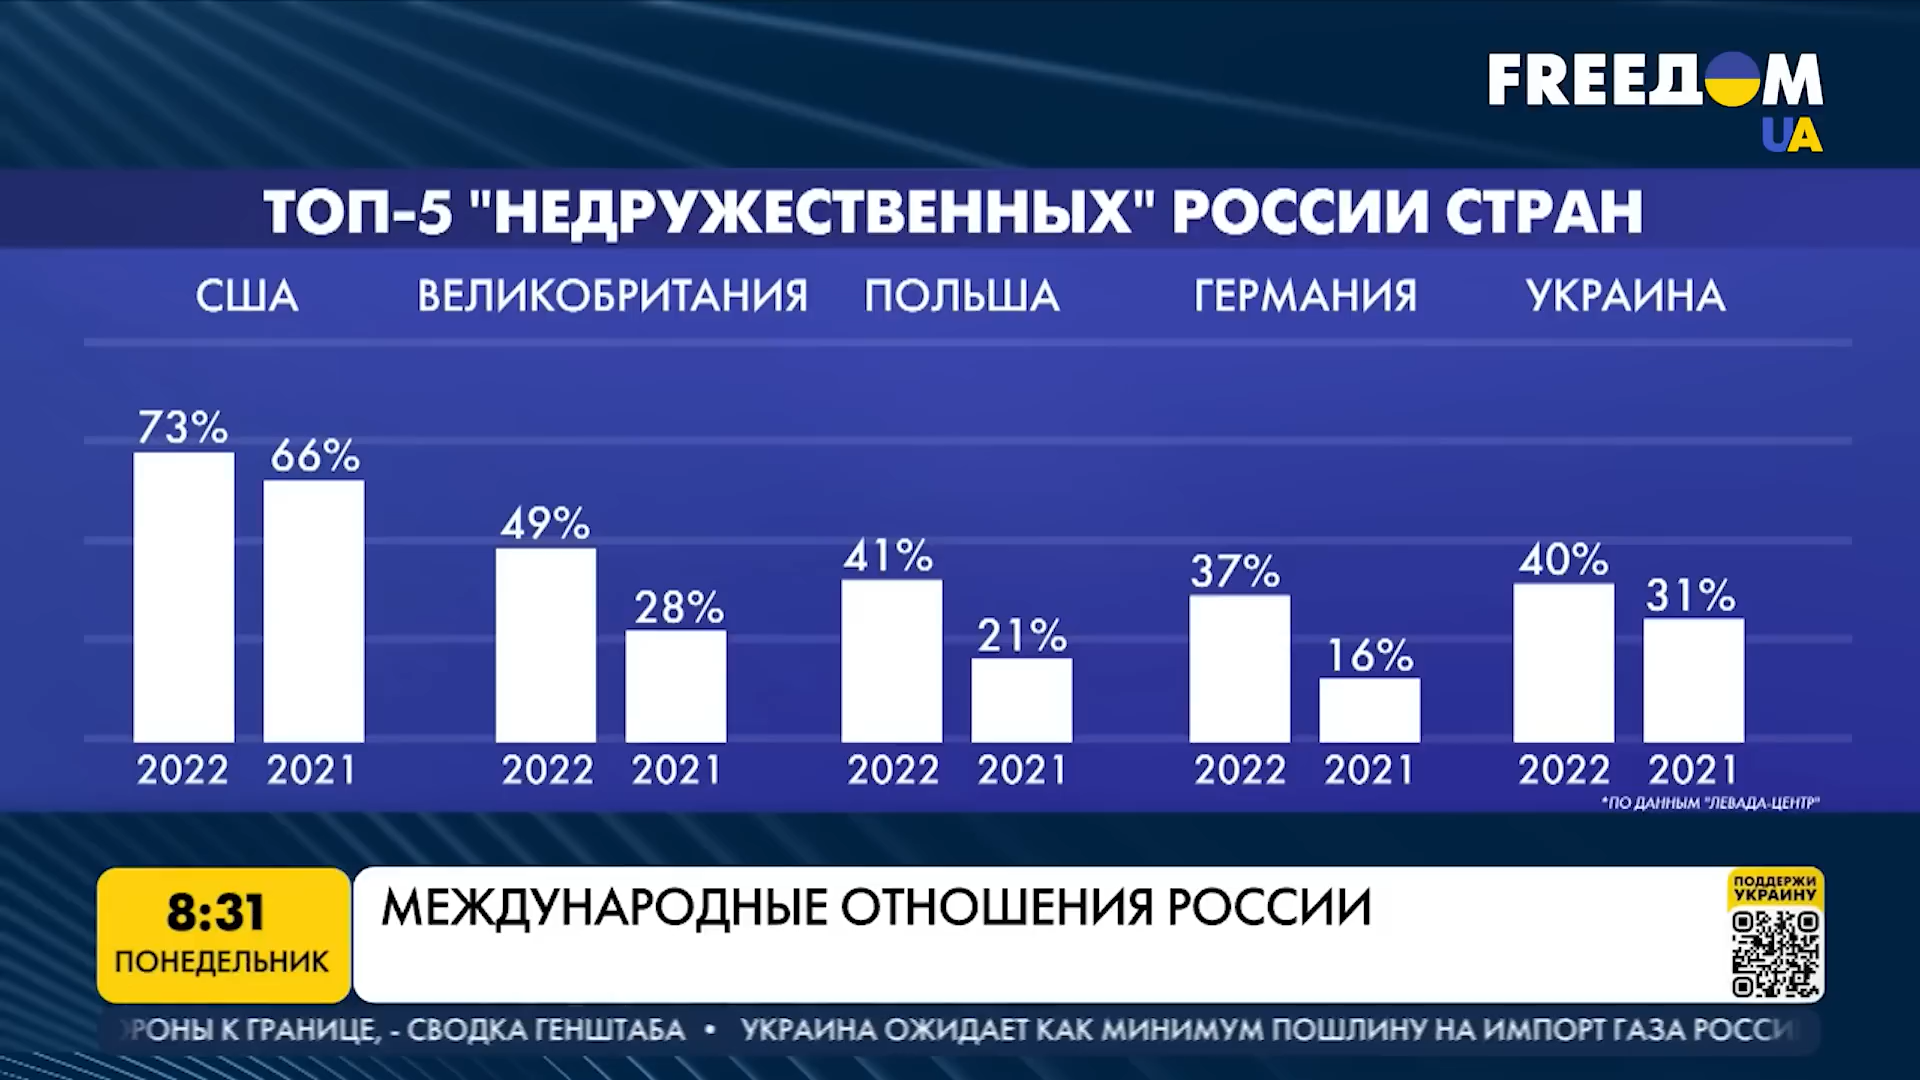 FREEДOM
UA
ТОП-5 "НЕДРУЖЕСТВЕННЫХ" РОССИИ СТРАН
США ВЕЛИКОБРИТАНИЯ ПОЛЬША ГЕРМАНИЯ УКРАИНА
73% 66% 49% 28% 41% 21% 37% 16% 40% 31%
2022 2021 2022 2021 2022 2021 2022 2021 2022 2021
*ПО ДАННЫМ "ЛЕВАДА-ЦЕНТР"
8:31
ПОНЕДЕЛЬНИК
МЕЖДУНАРОДНЫЕ ОТНОШЕНИЯ РОССИИ
ПОДДЕРЖИ
УКРАИНУ
К ГРАНИЦЕ, - СВОДКА ГЕНШТАБА • УКРАИНА ОЖИДАЕТ КАК МИНИМУМ ПОШЛИНУ НА ИМПОРТ ГАЗА